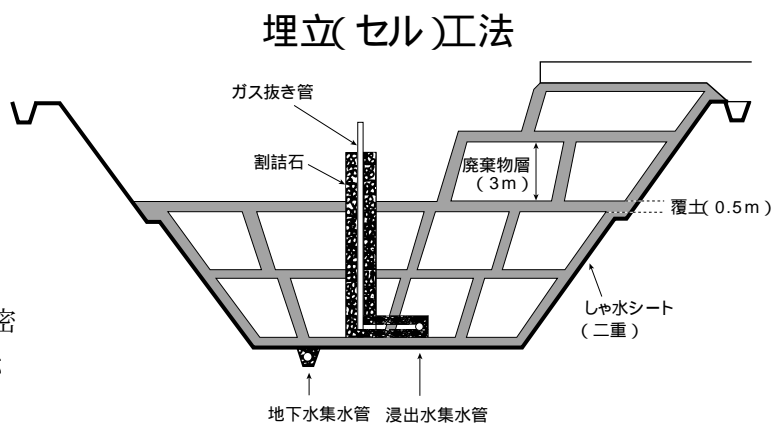 埋立(セル)工法
ガス抜き管
割詰石
廃棄物層
(3m)
覆土(0.5m)
しゃ水シート
(二重)
密
地下水集水管
浸出水集水管